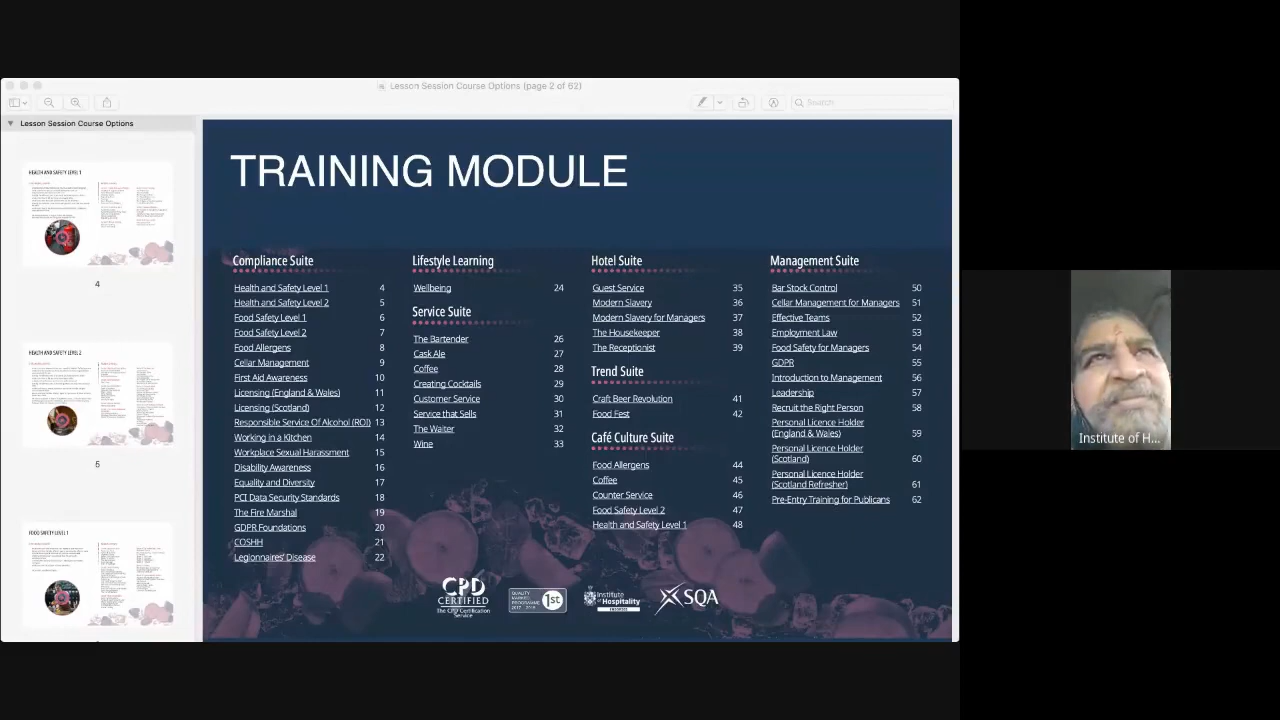 Lesson Session Course Options (page 2 of 62)
Search
Lesson Session Course Options
HEALTH AND SAFETY LEVEL 1
4
HEALTH AND SAFETY LEVEL 2
5
FOOD SAFETY LEVEL 1
TRAINING MODULE
Compliance Suite
Health and Safety Level 1 4
Health and Safety Level 2 5
Food Safety Level 1 6
Food Safety Level 2 7
Food Allergens 8
Cellar Management 9
First Aid Awareness
Licensing (England & Wales)
Licensing
Responsible Service Of Alcohol (ROI) 13
Working in a Kitchen 14
Workplace Sexual Harassment 15
Disability Awareness 16
Equality and Diversity 17
PCI Data Security Standards 18
The Fire Marshal 19
GDPR Foundations 20
COSHH 21
Legionnaires Disease
Lifestyle Learning
Wellbeing 24
Service Suite
The Bartender 26
Cask Ale 27
Coffee 28
Creating Cocktails
Customer Service 30
Service the Bells
The Waiter 32
Wine 33
Hotel Suite
Guest Service 35
Modern Slavery 36
Modern Slavery for Managers 37
The Housekeeper 38
The Receptionist 39
Trend Suite
Craft Beer Revolution 41
Food Fest 42
Café Culture Suite
Food Allergens 44
Coffee 45
Counter Service 46
Food Safety Level 2 47
Health and Safety Level 1 48
Management Suite
Bar Stock Control 50
Cellar Management for Managers 51
Effective Teams 52
Employment Law 53
Food Safety for Managers 54
GDPR 55
Introduction to Management 56
Leadership 57
Recruit the Right Person 58
Personal Licence Holder
(England & Wales) 59
Personal Licence Holder
(Scotland) 60
Personal Licence Holder
(Scotland Refresher) 61
Pre-Entry Training for Publicans 62
CPD
CERTIFIED
The CPD Certification
Service
1st
Institute
of Hospitality
SQA
Institute of H...